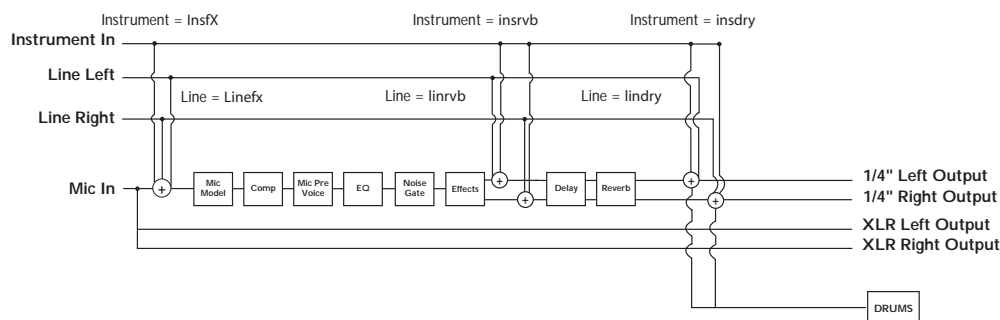 Instrument = InsfX
Instrument = insrvb
Instrument = insdry
Instrument In
Line Left
Line = Linefx
Line = linrvb
Line = lindry
Line Right
Mic In
+
Mic Model
Comp
Mic Pre Voice
EQ
Noise Gate
Effects
+
+
Delay
Reverb
+
+
1/4" Left Output
1/4" Right Output
XLR Left Output
XLR Right Output
DRUMS